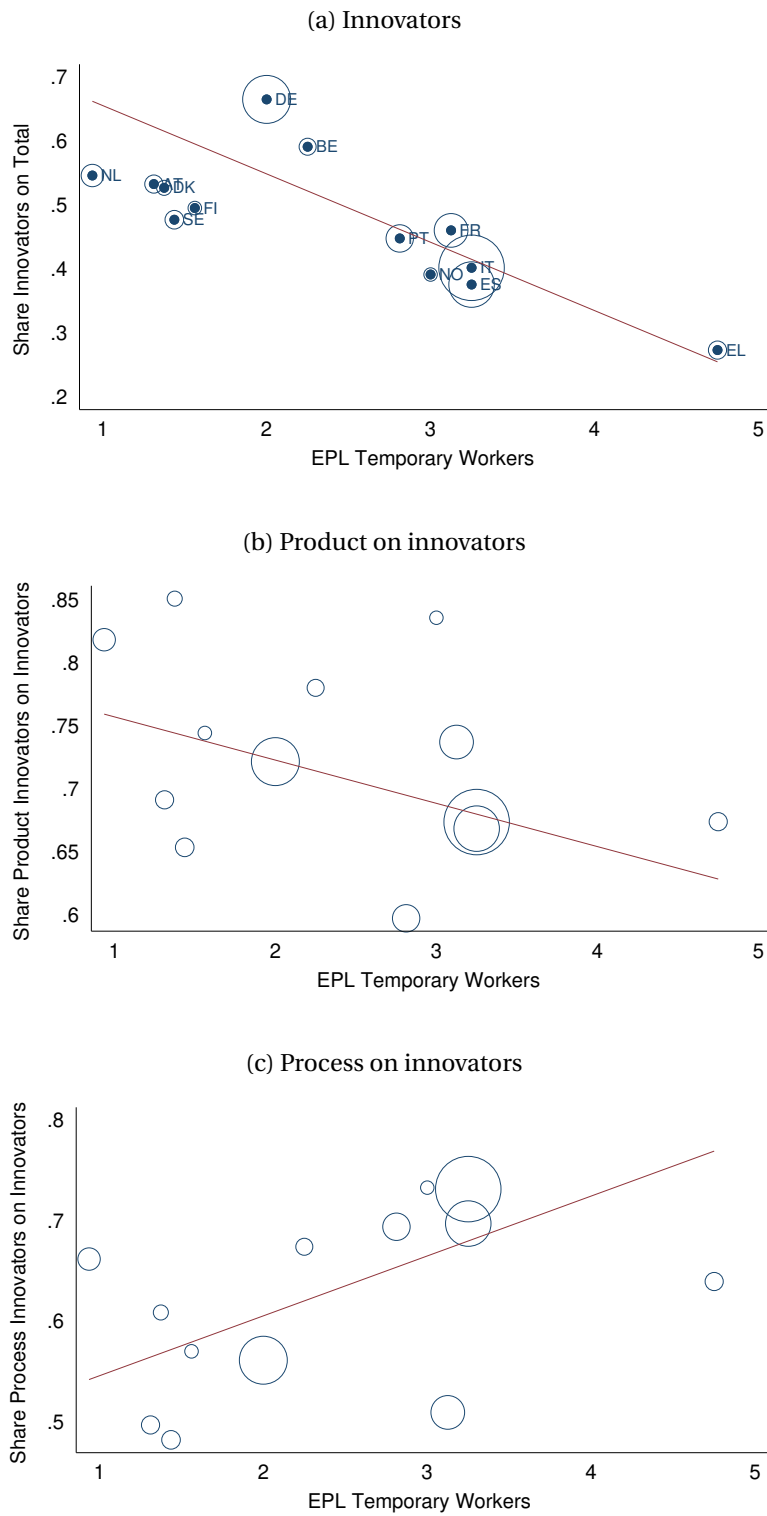 (a) Innovators
Share Innovators on Total
.7
.6
.5
.4
.3
.2
DE
BE
NL
AT
DK
FI
SE
PT
FR
IT
NO
ES
EL
1 2 3 4 5
EPL Temporary Workers
(b) Product on innovators
Share Product Innovators on Innovators
.85
.8
.75
.7
.65
.6
1 2 3 4 5
EPL Temporary Workers
(c) Process on innovators
Share Process Innovators on Innovators
.8
.7
.6
.5
1 2 3 4 5
EPL Temporary Workers